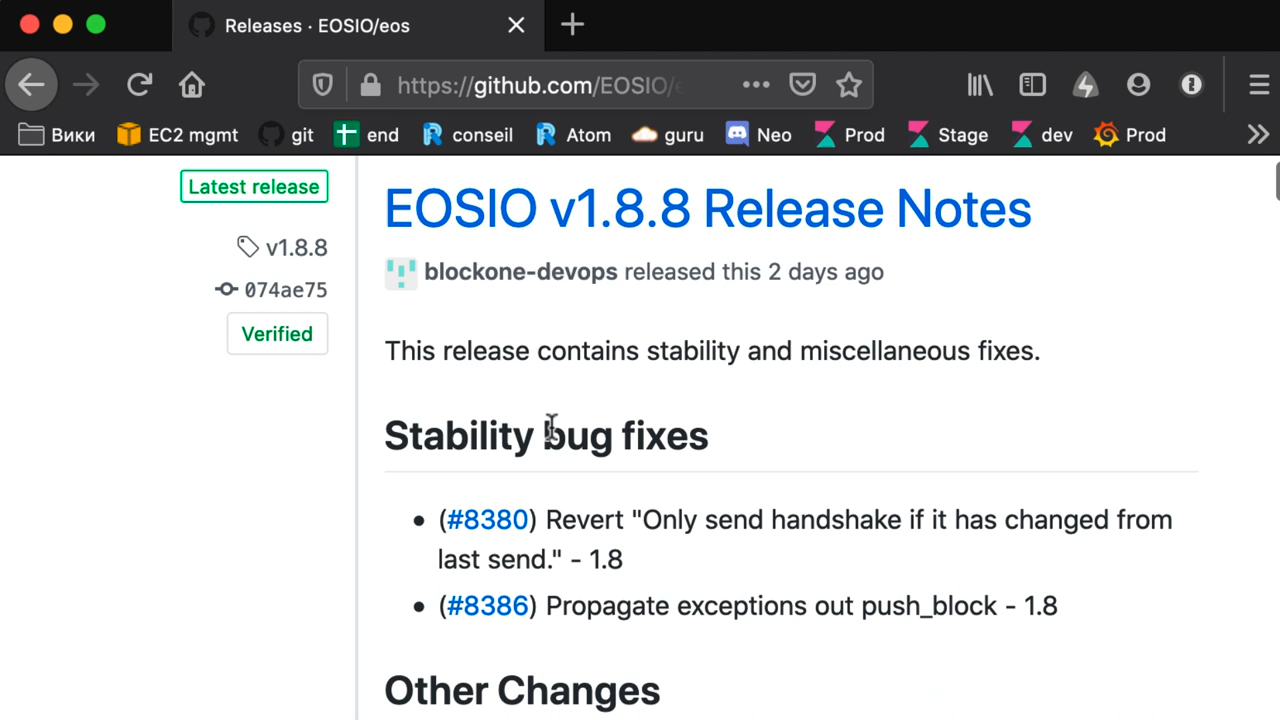 Releases · EOSIO/eos
https://github.com/EOSIO/e
Вики EC2 mgmt git end conseil Atom guru Neo Prod Stage dev Prod
Latest release
v1.8.8
074ae75
Verified
EOSIO v1.8.8 Release Notes
blockone-devops released this 2 days ago
This release contains stability and miscellaneous fixes.
Stability bug fixes
(#8380) Revert "Only send handshake if it has changed from
last send." - 1.8
(#8386) Propagate exceptions out push_block - 1.8
Other Changes